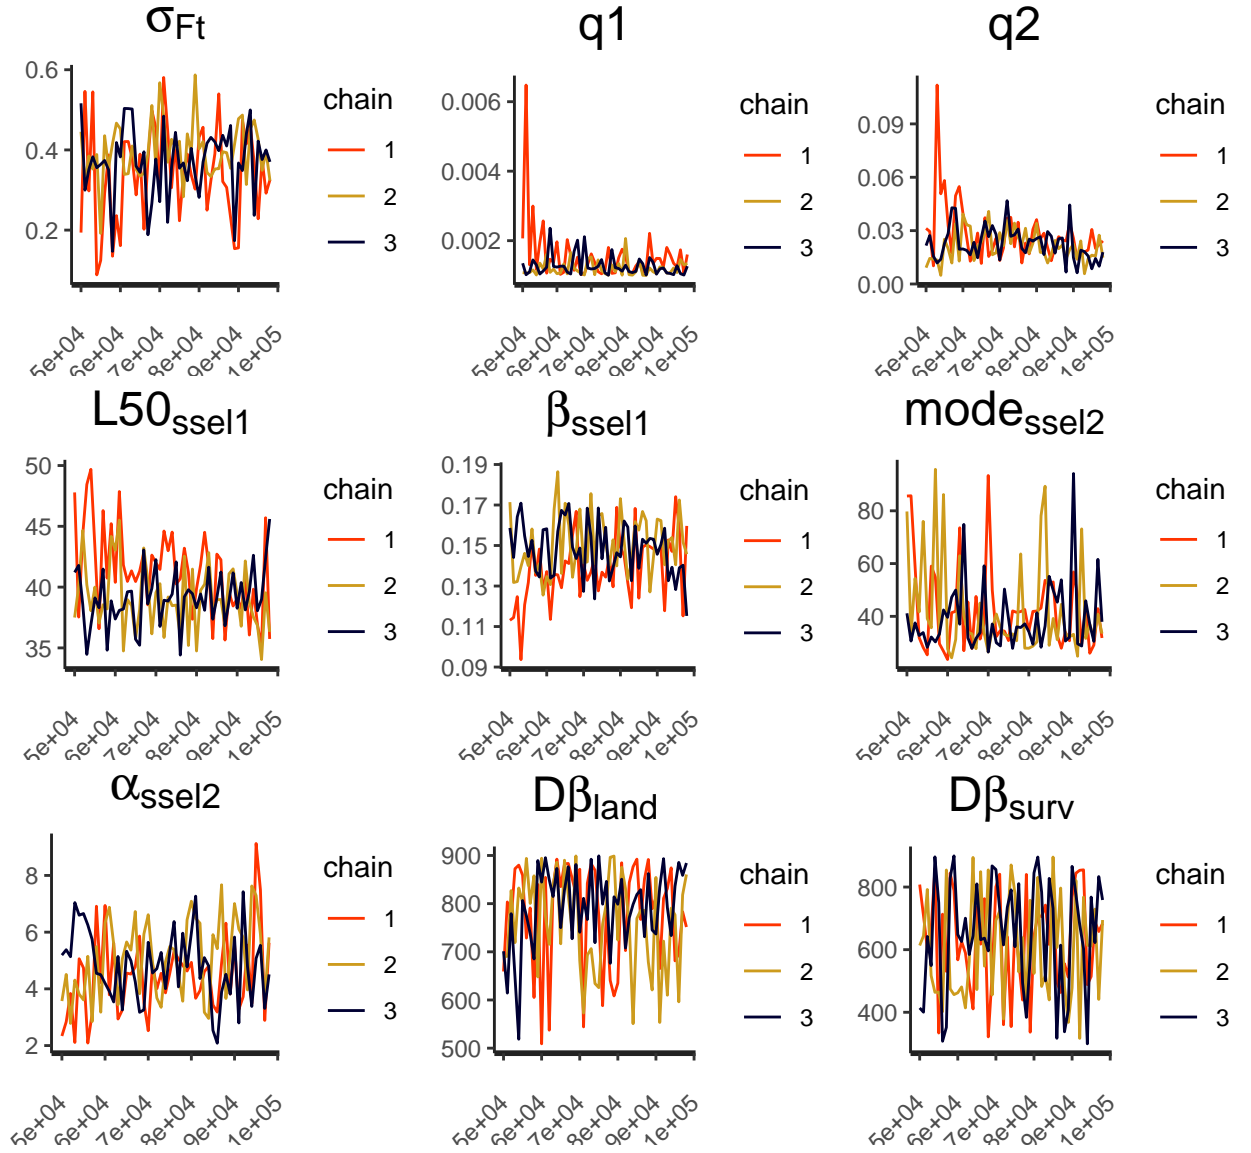 σFt
0.6
0.4
0.2
5e+04
6e+04
7e+04
8e+04
9e+04
1e+05
chain
1
2
3
q1
0.006
0.004
0.002
5e+04
6e+04
7e+04
8e+04
9e+04
1e+05
chain
1
2
3
q2
0.09
0.06
0.03
0.00
5e+04
6e+04
7e+04
8e+04
9e+04
1e+05
chain
1
2
3
L50ssel1
50
45
40
35
5e+04
6e+04
7e+04
8e+04
9e+04
1e+05
chain
1
2
3
βssel1
0.19
0.17
0.15
0.13
0.11
0.09
5e+04
6e+04
7e+04
8e+04
9e+04
1e+05
chain
1
2
3
modessel2
80
60
40
5e+04
6e+04
7e+04
8e+04
9e+04
1e+05
chain
1
2
3
αssel2
8
6
4
2
5e+04
6e+04
7e+04
8e+04
9e+04
1e+05
chain
1
2
3
Dβland
900
800
700
600
500
5e+04
6e+04
7e+04
8e+04
9e+04
1e+05
chain
1
2
3
Dβsurv
800
600
400
5e+04
6e+04
7e+04
8e+04
9e+04
1e+05
chain
1
2
3